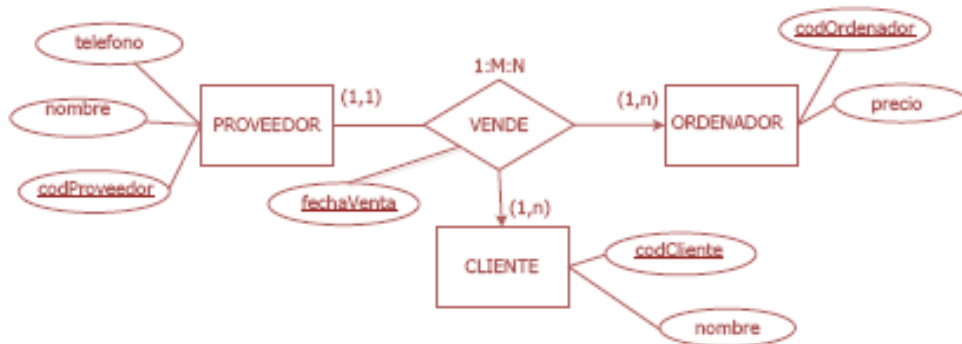 telefono
nombre
codProveedor
PROVEEDOR
(1,1)
1:M:N
VENDE
fechaVenta
(1,n)
ORDENADOR
codOrdenador
precio
(1,n)
CLIENTE
codCliente
nombre